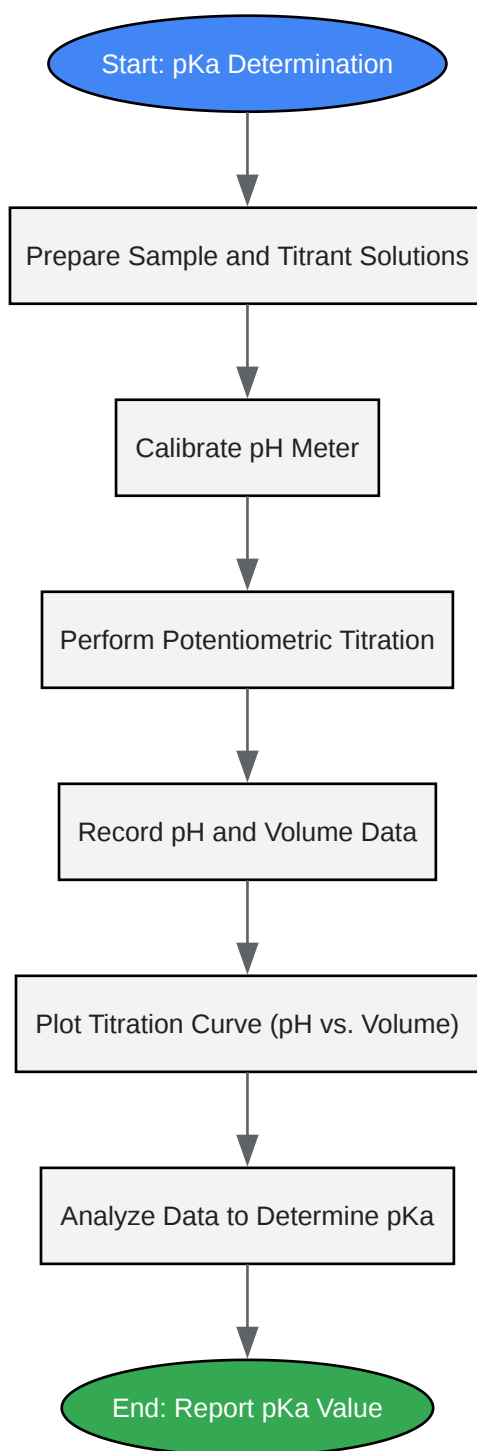 Start: pKa Determination
Prepare Sample and Titrant Solutions
Calibrate pH Meter
Perform Potentiometric Titration
Record pH and Volume Data
Plot Titration Curve (pH vs. Volume)
Analyze Data to Determine pKa
End: Report pKa Value